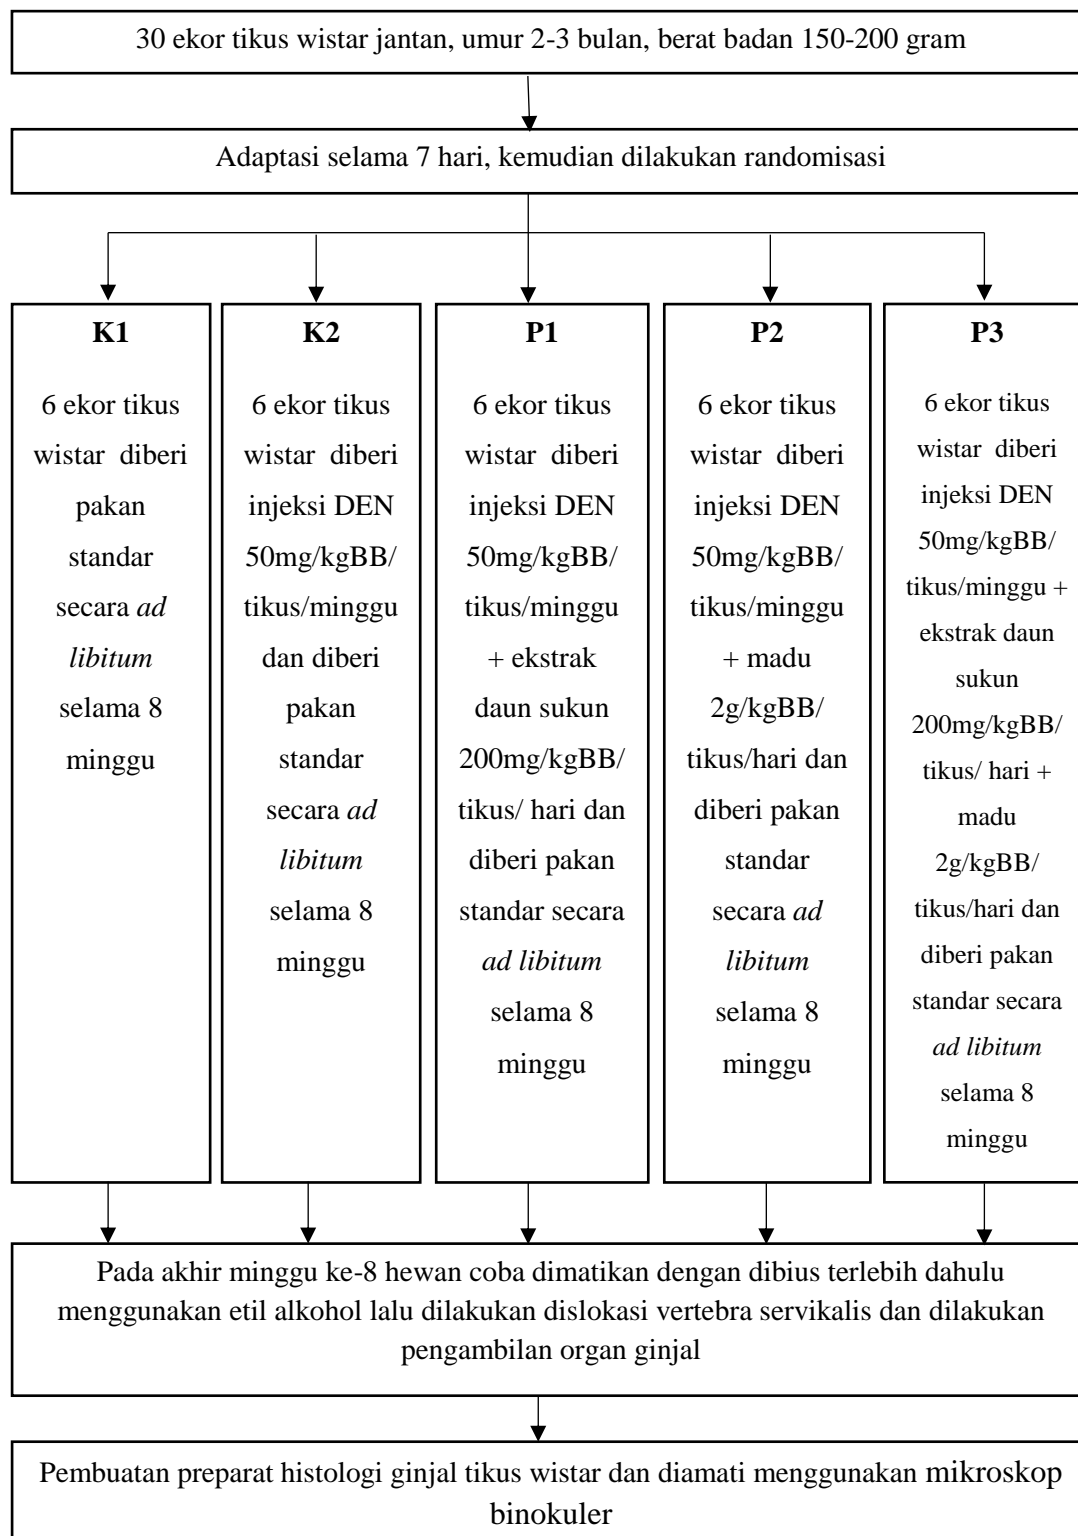 30 ekor tikus wistar jantan, umur 2-3 bulan, berat badan 150-200 gram
Adaptasi selama 7 hari, kemudian dilakukan randomisasi
K1
6 ekor tikus
wistar diberi
pakan
standar
secara ad
libitum
selama 8
minggu
K2
6 ekor tikus
wistar diberi
injeksi DEN
50mg/kgBB/
tikus/minggu
dan diberi
pakan
standar
secara ad
libitum
selama 8
minggu
P1
6 ekor tikus
wistar diberi
injeksi DEN
50mg/kgBB/
tikus/minggu
+ ekstrak
daun sukun
200mg/kgBB/
tikus/ hari dan
diberi pakan
standar secara
ad libitum
selama 8
minggu
P2
6 ekor tikus
wistar diberi
injeksi DEN
50mg/kgBB/
tikus/minggu
+ madu
2g/kgBB/
tikus/hari dan
diberi pakan
standar
secara ad
libitum
selama 8
minggu
P3
6 ekor tikus
wistar diberi
injeksi DEN
50mg/kgBB/
tikus/minggu +
ekstrak daun
sukun
200mg/kgBB/
tikus/ hari +
madu
2g/kgBB/
tikus/hari dan
diberi pakan
standar secara
ad libitum
selama 8
minggu
Pada akhir minggu ke-8 hewan coba dimatikan dengan dibius terlebih dahulu
menggunakan etil alkohol lalu dilakukan dislokasi vertebra servikalis dan dilakukan
pengambilan organ ginjal
Pembuatan preparat histologi ginjal tikus wistar dan diamati menggunakan mikroskop
binokuler